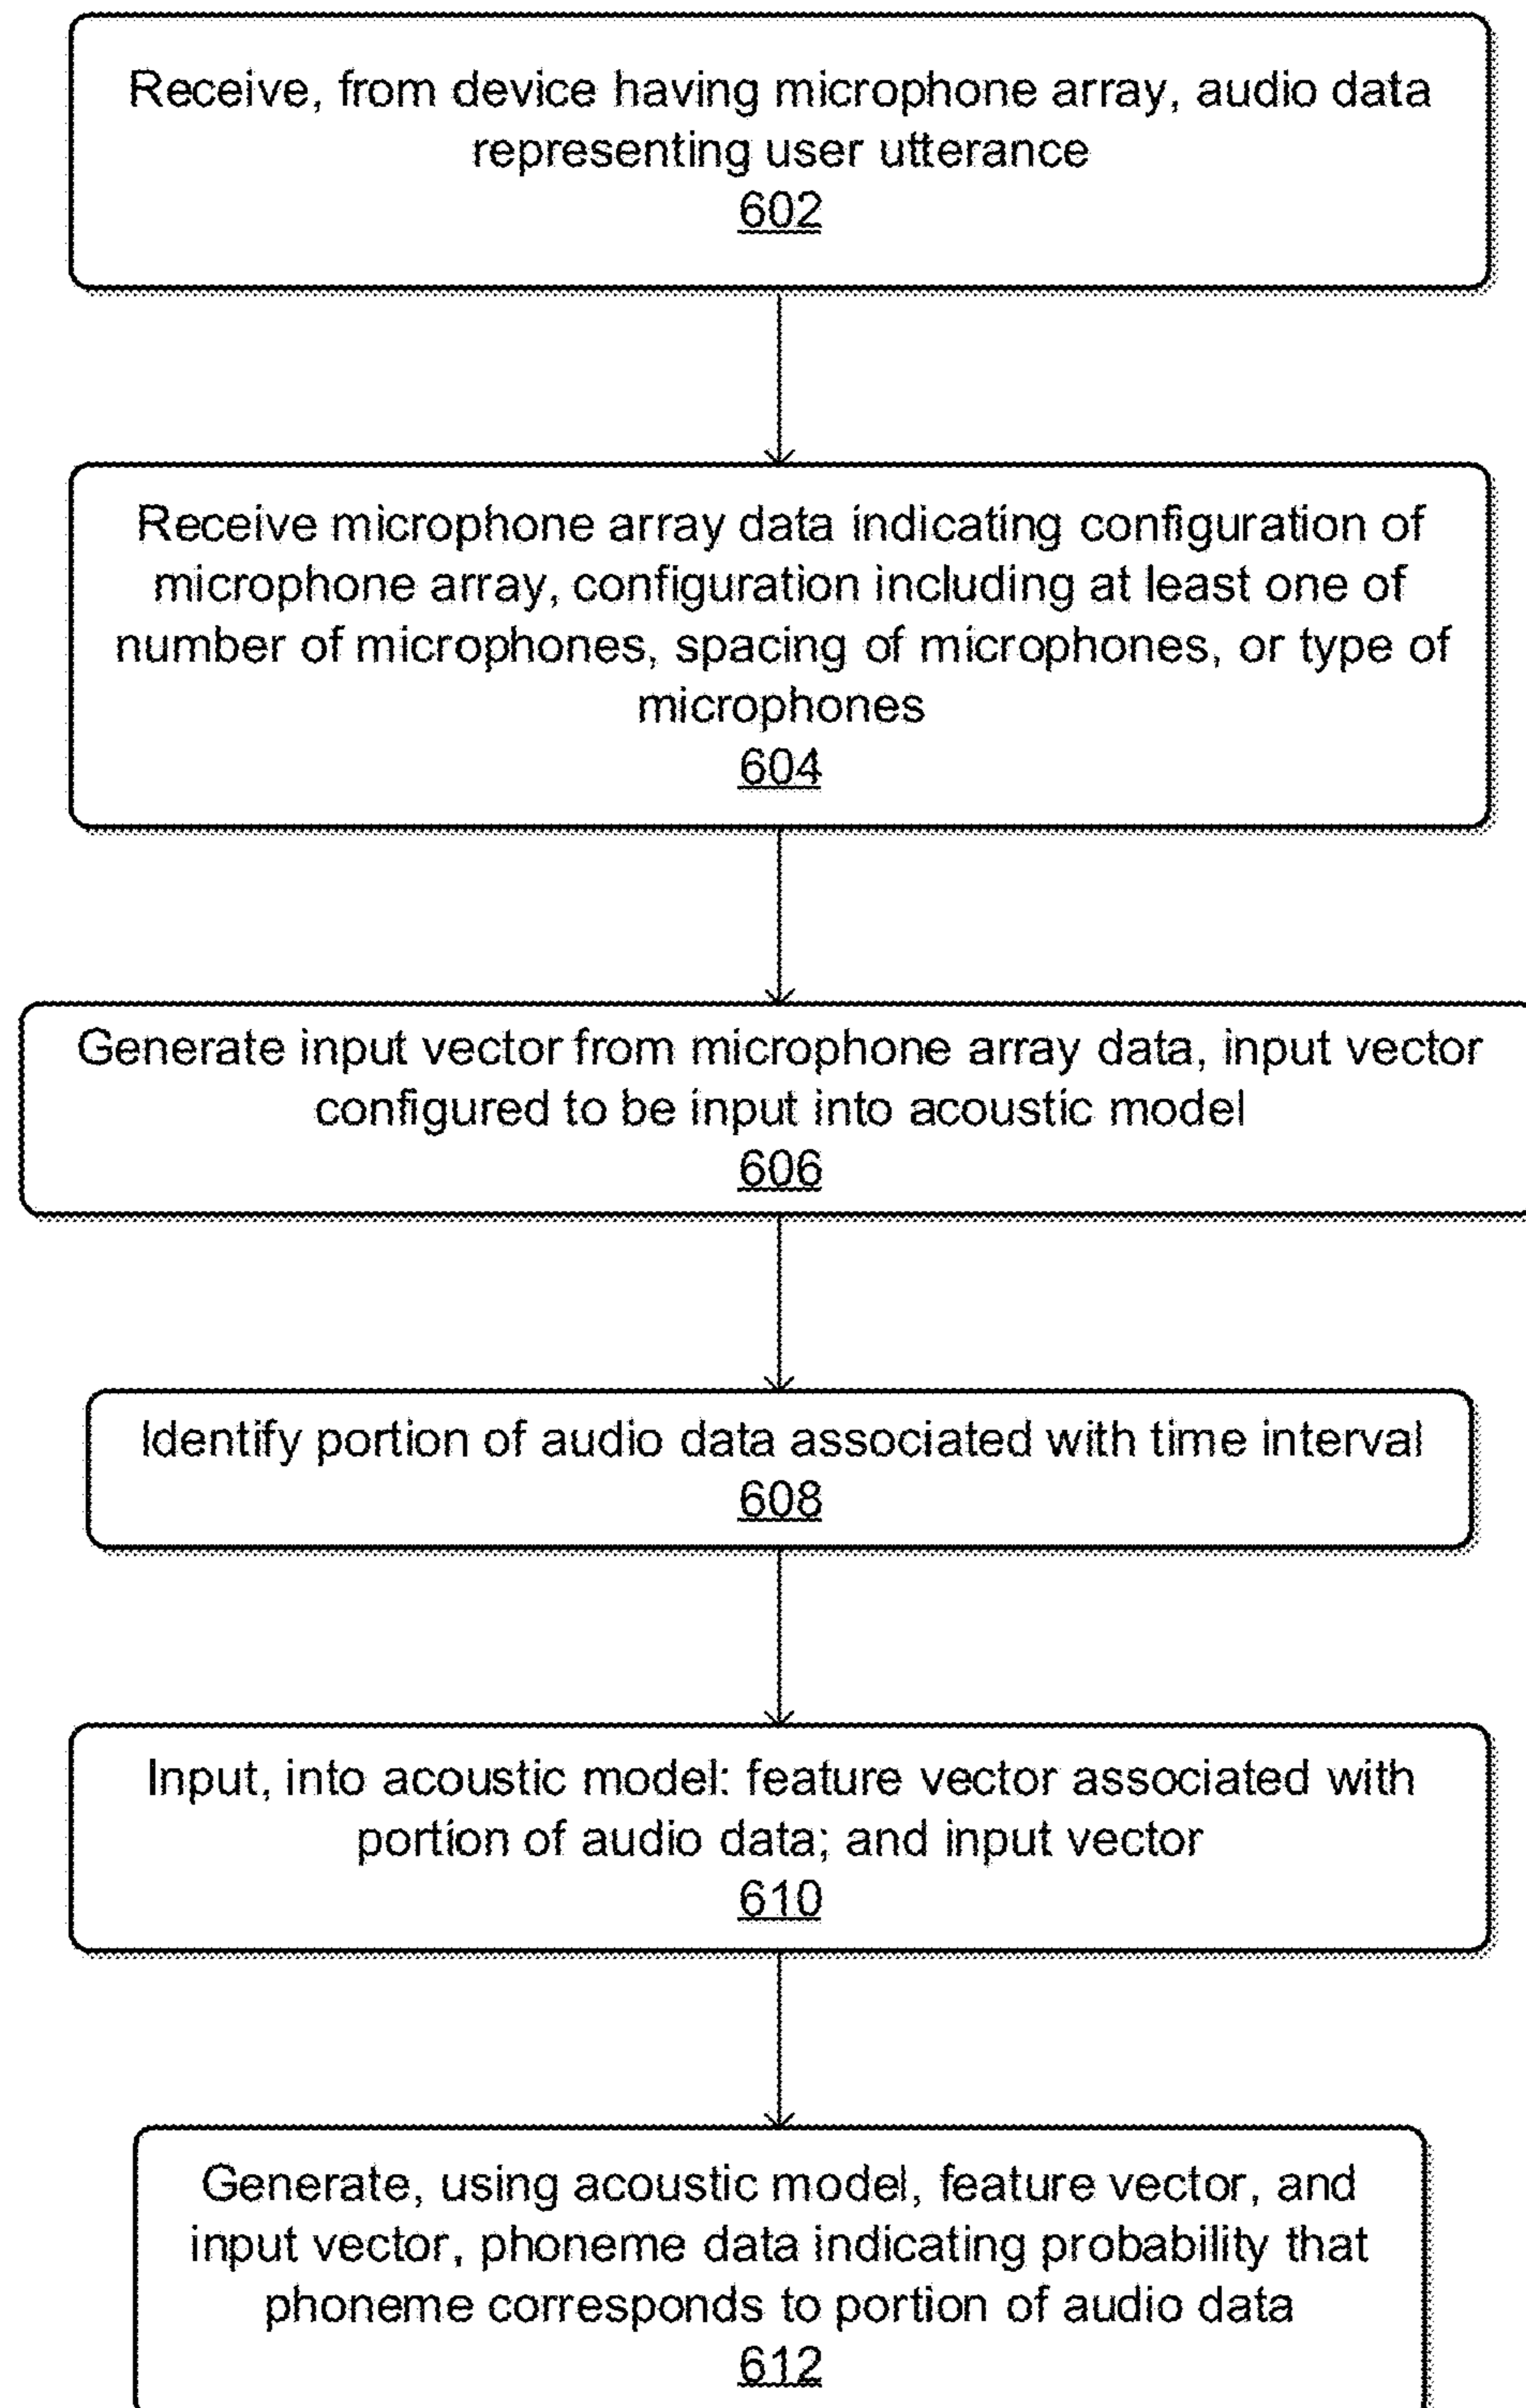 Receive, from device having microphone array, audio data
representing user utterance
602
Receive microphone array data indicating configuration of
microphone array, configuration including at least one of
number of microphones, spacing of microphones, or type of
microphones
604
Generate input vector from microphone array data, input vector
configured to be input into acoustic model
606
Identify portion of audio data associated with time interval
608
Input, into acoustic model: feature vector associated with
portion of audio data; and input vector
610
Generate, using acoustic model, feature vector, and
input vector, phoneme data indicating probability that
phoneme corresponds to portion of audio data
612